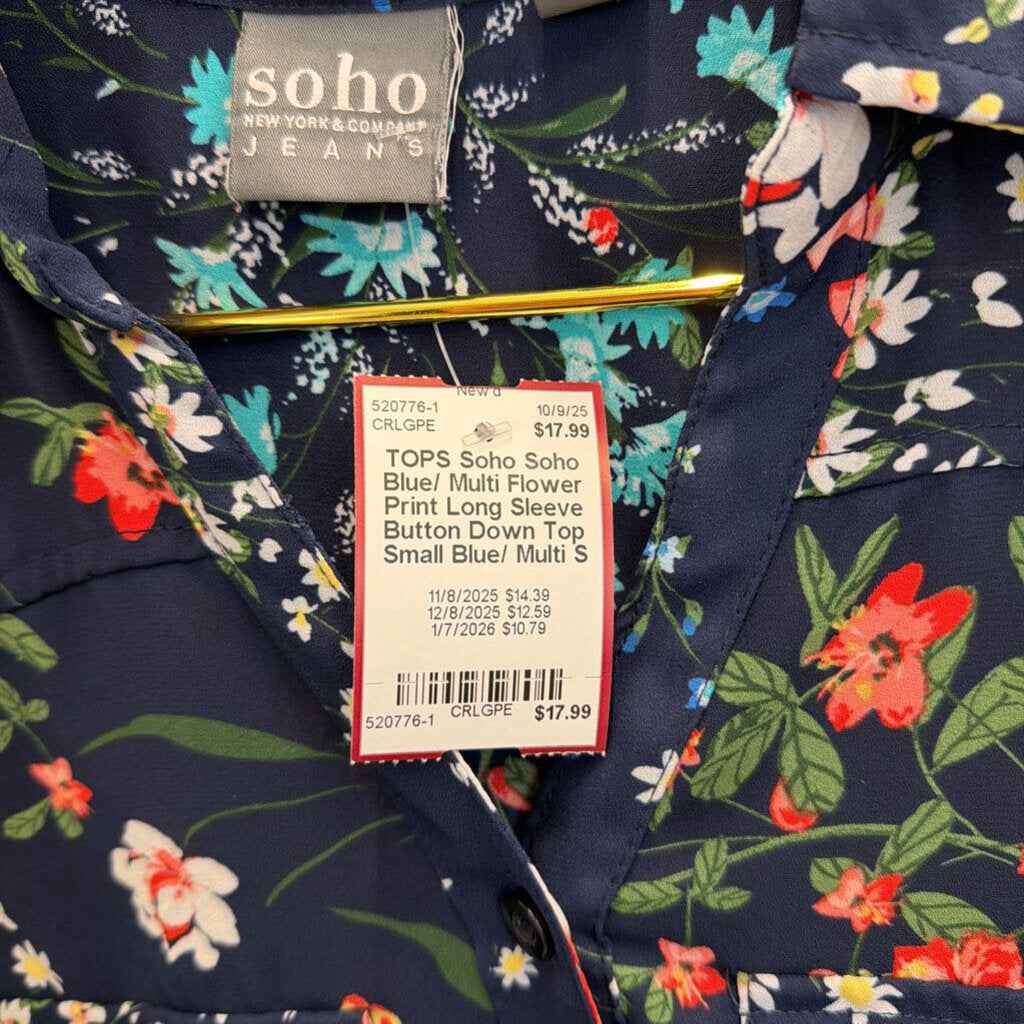 soho
NEW YORK & COMPANY
JEANS
New'd
520776-1 10/9/25
CRLGPE $17.99
TOPS Soho Soho
Blue/ Multi Flower
Print Long Sleeve
Button Down Top
Small Blue/ Multi S
11/8/2025 $14.39
12/8/2025 $12.59
1/7/2026 $10.79
520776-1 CRLGPE $17.99